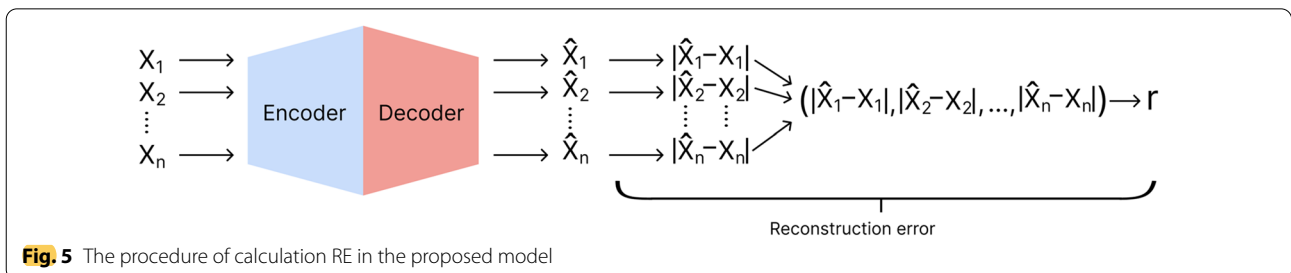 X₁ → Encoder Decoder → X̂₁ → |X̂₁–X₁|
X₂ → → X̂₂ → |X̂₂–X₂|
⋮ ⋮ ⋮ ⋮
Xₙ → → X̂ₙ → |X̂ₙ–Xₙ|
(|X̂₁–X₁|,|X̂₂–X₂|,...,|X̂ₙ–Xₙ|) → r
Reconstruction error
Fig. 5 The procedure of calculation RE in the proposed model